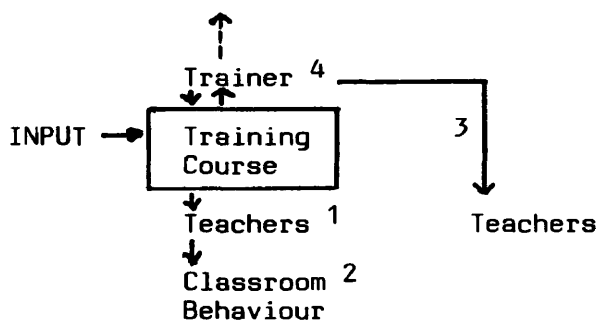 Trainer 4
3
INPUT
Training
Course
Teachers 1
Teachers
Classroom 2
Behaviour